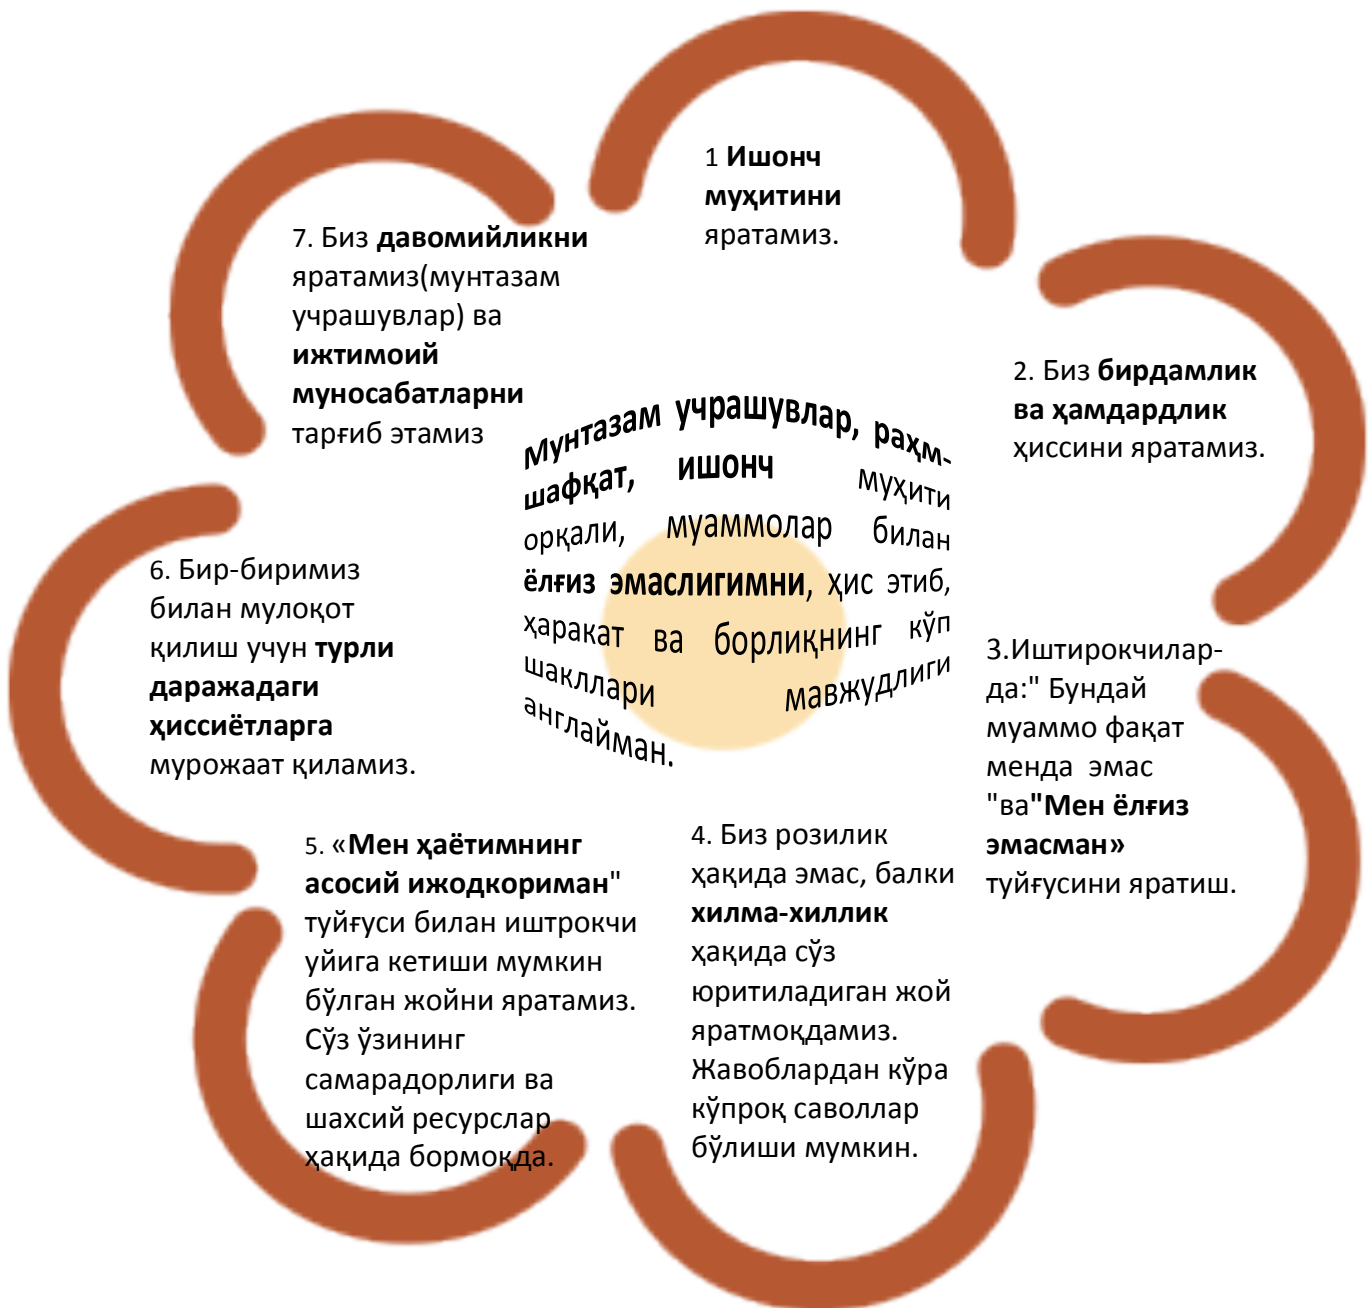 1 Ишонч
муҳитини
яратамиз.
2. Биз бирдамлик
ва ҳамдардлик
ҳиссини яратамиз.
3.Иштирокчилар-
да:" Бундай
муаммо фақат
менда эмас
"ва"Мен ёлғиз
эмасман»
туйғусини яратиш.
4. Биз розилик
ҳақида эмас, балки
хилма-хиллик
ҳақида сўз
юритиладиган жой
яратмоқдамиз.
Жавоблардан кўра
кўпроқ саволлар
бўлиши мумкин.
5. «Мен ҳаётимнинг
асосий ижодкориман"
туйғуси билан иштрокчи
уйига кетиши мумкин
бўлган жойни яратамиз.
Сўз ўзининг
самарадорлиги ва
шахсий ресурслар
ҳақида бормоқда.
6. Бир-биримиз
билан мулоқот
қилиш учун турли
даражадаги
ҳиссиётларга
мурожаат қиламиз.
7. Биз давомийликни
яратамиз(мунтазам
учрашувлар) ва
ижтимоий
муносабатларни
тарғиб этамиз
Мунтазам учрашувлар, раҳм-
шафқат, ишонч муҳити
орқали, муаммолар билан
ёлғиз эмаслигимни, ҳис этиб,
ҳаракат ва борлиқнинг кўп
шакллари мавжудлиги
англайман.